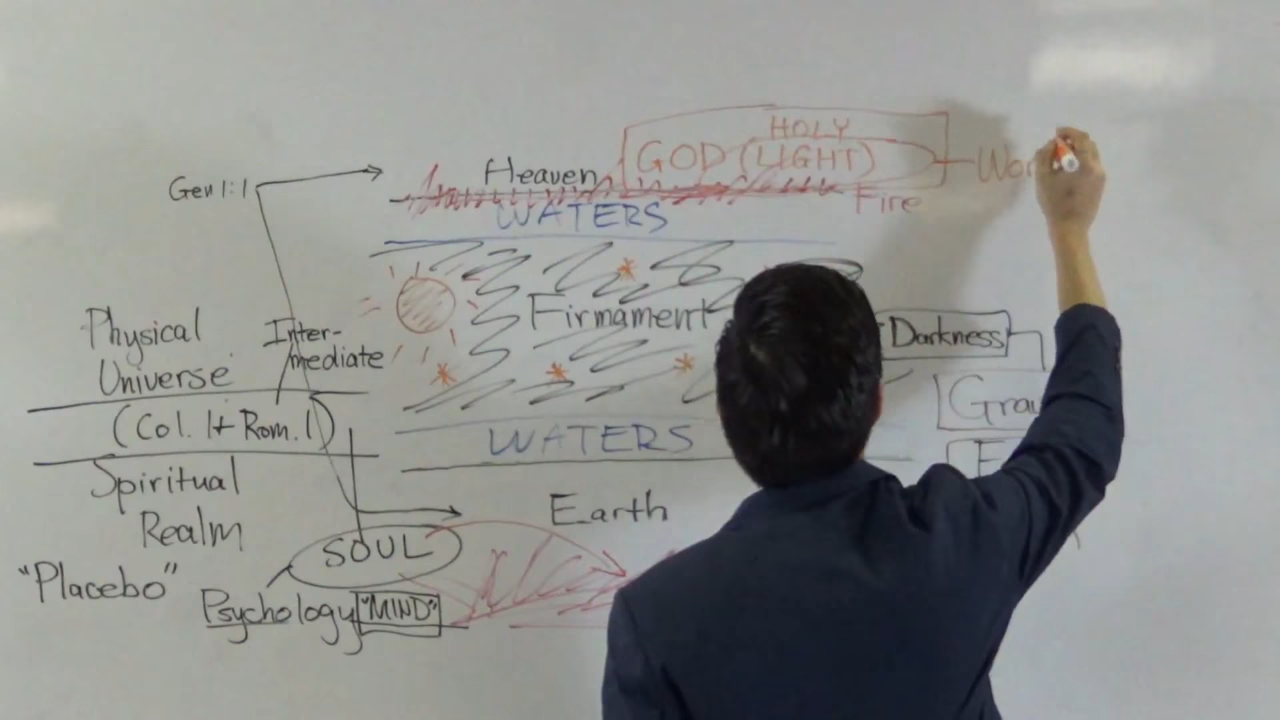 HOLY
GOD (LIGHT)
Heaven
Gen 1:1
Fire
WATERS
Firmament
Physical
Universe
Inter-
mediate
Darkness
(Col. 1 + Rom. 1)
WATERS
Spiritual
Realm
Earth
SOUL
"Placebo"
Psychology "MIND"